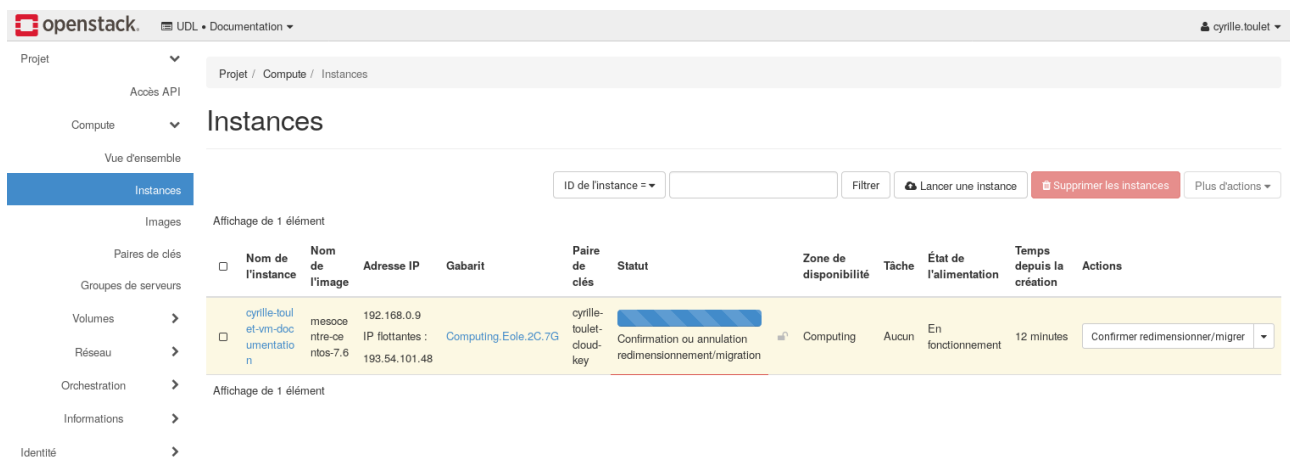 openstack.
UDL • Documentation
cyrille.toulet
Projet
Accès API
Compute
Vue d'ensemble
Instances
Images
Paires de clés
Groupes de serveurs
Volumes
Réseau
Orchestration
Informations
Identité
Projet / Compute / Instances
Instances
ID de l'instance =
Filtrer
Lancer une instance
Supprimer les instances
Plus d'actions
Affichage de 1 élément
Nom de
l'instance
Nom
de
l'image
Adresse IP
Gabarit
Paire
de
clés
Statut
Zone de
disponibilité
Tâche
État de
l'alimentation
Temps
depuis la
création
Actions
cyrille-toul
et-vm-doc
umentatio
n
mesoce
ntre-ce
ntos-7.6
192.168.0.9
IP flottantes :
193.54.101.48
Computing.Eole.2C.7G
cyrille-
toulet-
cloud-
key
Confirmation ou annulation
redimensionnement/migration
Computing
Aucun
En
fonctionnement
12 minutes
Confirmer redimensionner/migrer
Affichage de 1 élément